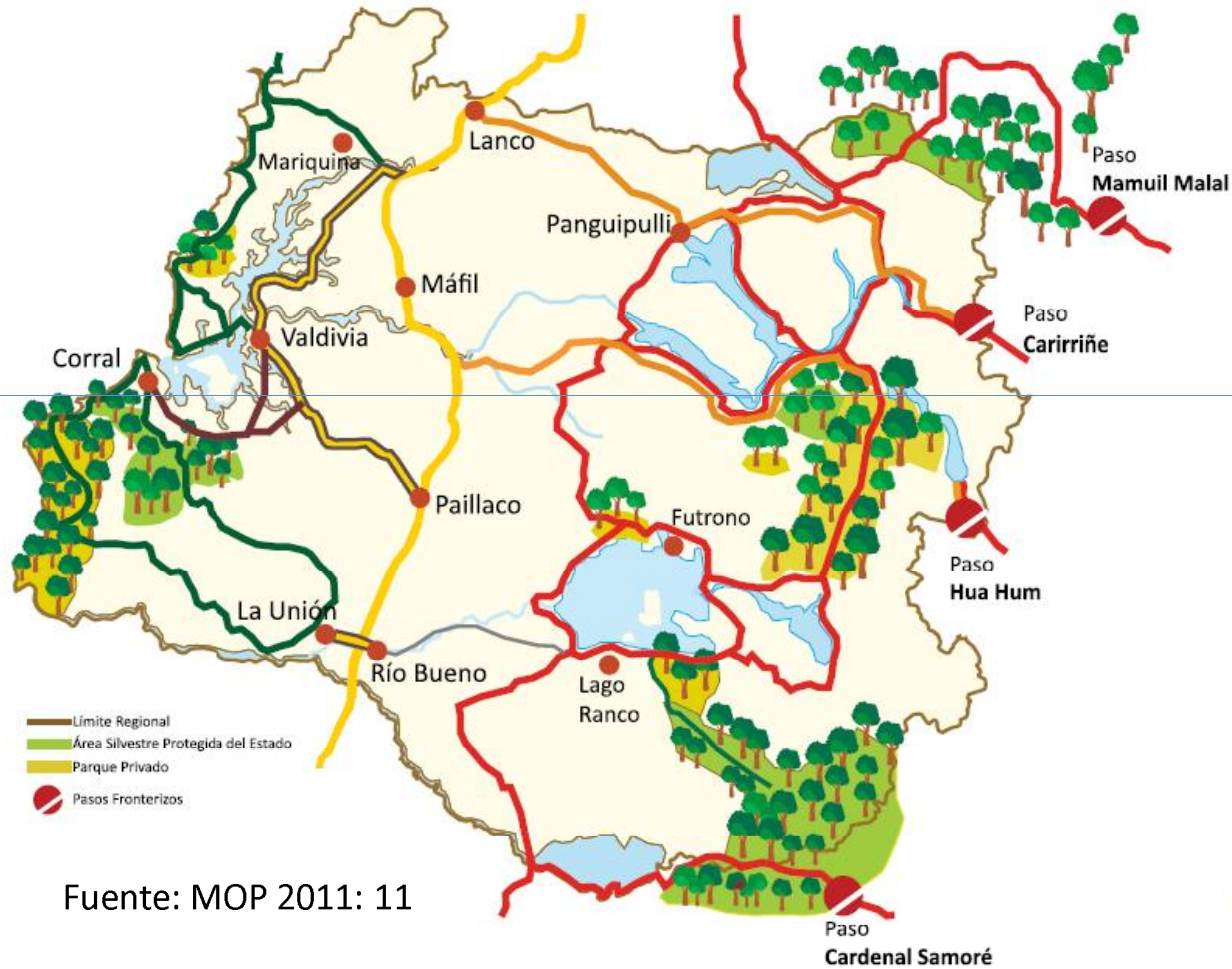 Lanco
Mariquina
Paso
Mamuil Malal
Panguipulli
Máfil
Valdivia
Paso
Carirriñe
Corral
Paillaco
Futrono
Paso
Hua Hum
La Unión
Río Bueno
Lago
Ranco
Límite Regional
Área Silvestre Protegida del Estado
Parque Privado
Pasos Fronterizos
Fuente: MOP 2011: 11
Paso
Cardenal Samoré